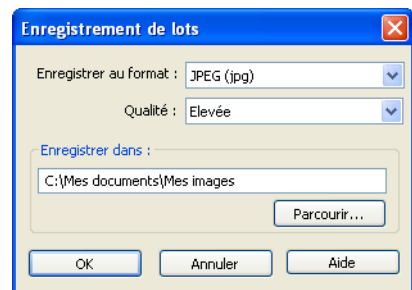 Enregistrement de lots
Enregistrer au format : JPEG (jpg)
Qualité : Elevée
Enregistrer dans :
C:\Mes documents\Mes images
Parcourir...
OK Annuler Aide